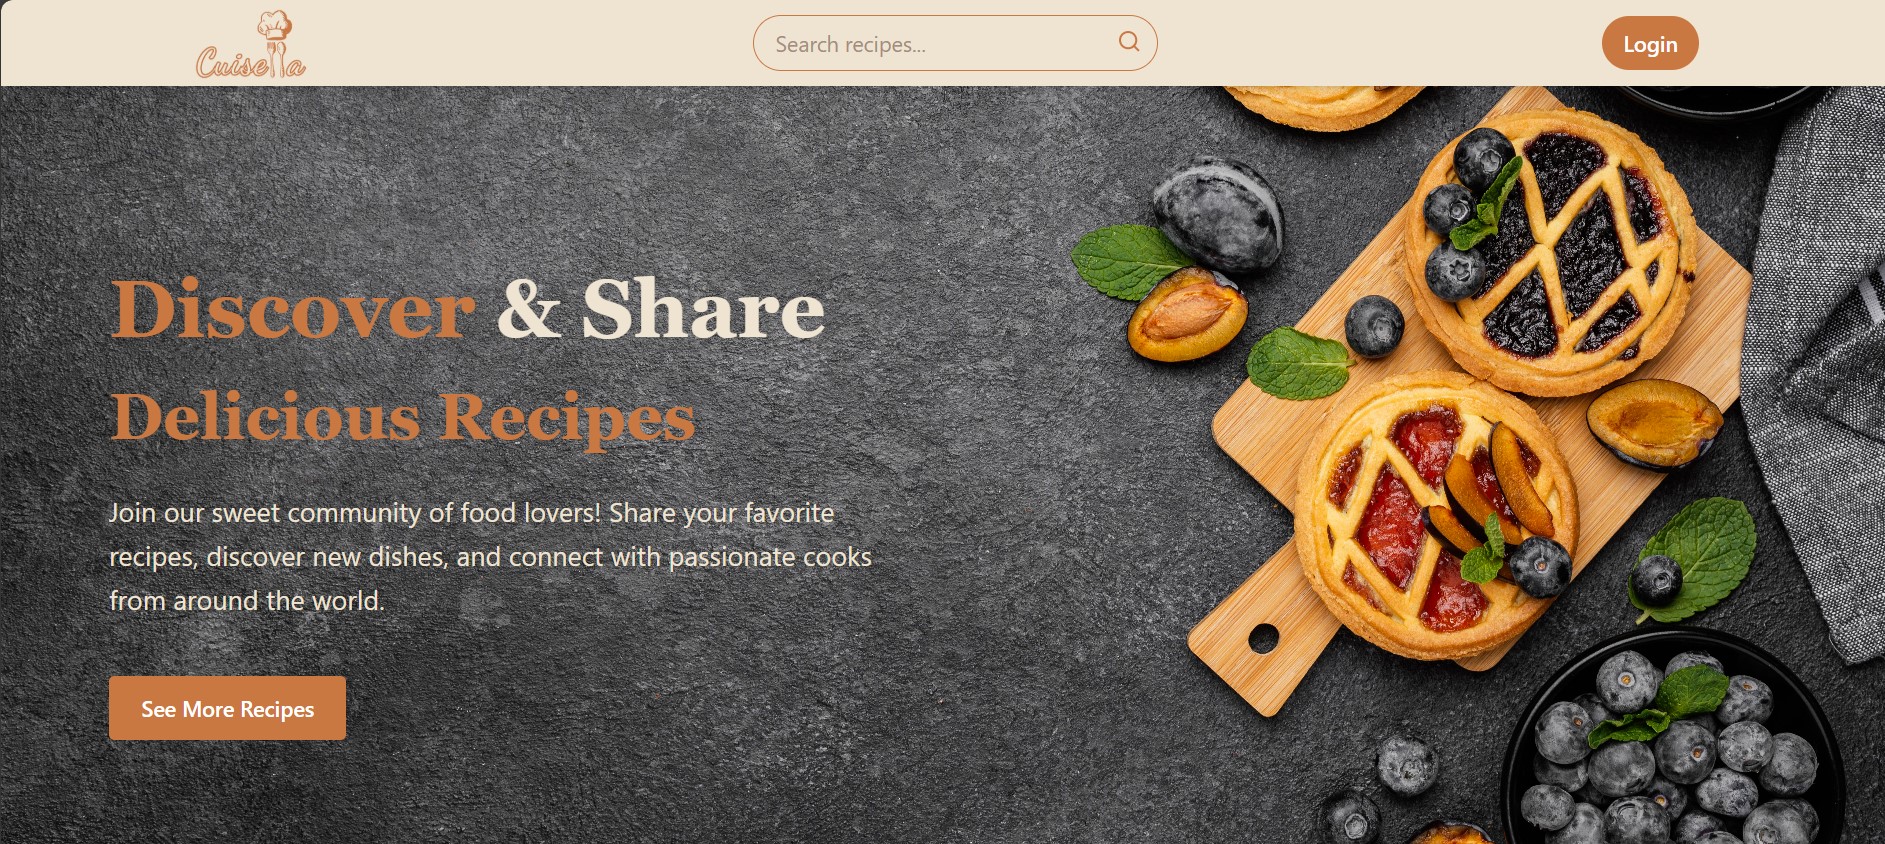 Cuisella
Search recipes...
Login
Discover & Share
Delicious Recipes
Join our sweet community of food lovers! Share your favorite
recipes, discover new dishes, and connect with passionate cooks
from around the world.
See More Recipes